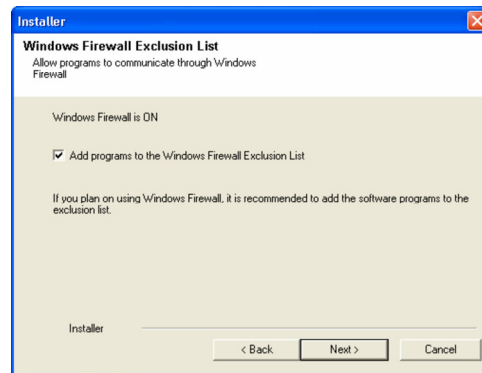 Installer
Windows Firewall Exclusion List
Allow programs to communicate through Windows
Firewall
Windows Firewall is ON
Add programs to the Windows Firewall Exclusion List
If you plan on using Windows Firewall, it is recommended to add the software programs to the
exclusion list.
Installer
< Back
Next >
Cancel